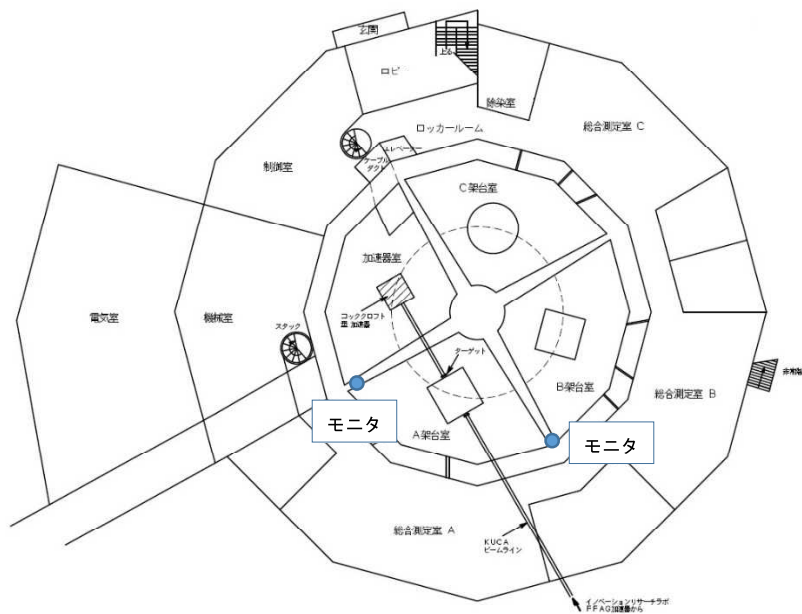 玄関
ロビー
上る
除染室
ロッカールーム
総合測定室 C
エレベーター
ケーブル
ダクト
制御室
C架台室
加速器室
コッククロフト
型 加速器
電気室
機械室
スタック
ターゲット
B架台室
非常階段
総合測定室 B
モニタ
A架台室
モニタ
総合測定室 A
KUCA
ビームライン
イノベーションリサーチラボ
FFAG加速器から